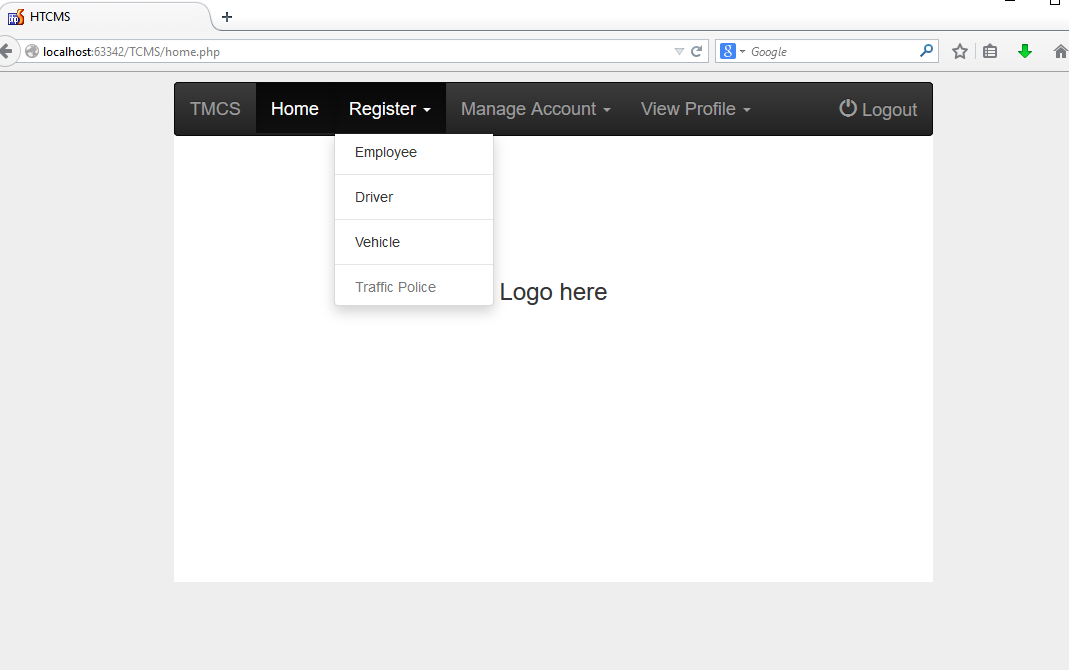 HTCMS
localhost:63342/TCMS/home.php
Google
TMCS Home Register Manage Account View Profile Logout
Employee
Driver
Vehicle
Traffic Police
Logo here